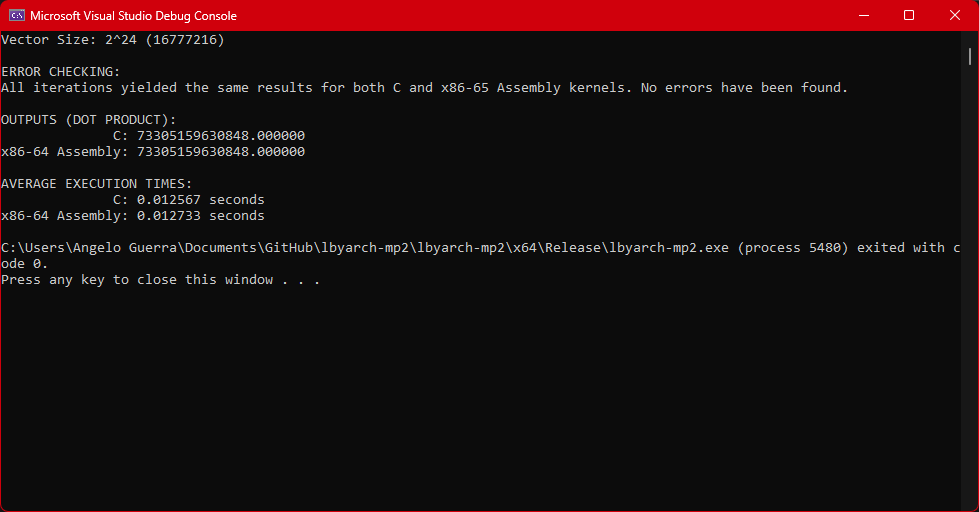 Microsoft Visual Studio Debug Console
Vector Size: 2^24 (16777216)
ERROR CHECKING:
All iterations yielded the same results for both C and x86-65 Assembly kernels. No errors have been found.
OUTPUTS (DOT PRODUCT):
C: 73305159630848.000000
x86-64 Assembly: 73305159630848.000000
AVERAGE EXECUTION TIMES:
C: 0.012567 seconds
x86-64 Assembly: 0.012733 seconds
C:\Users\Angelo Guerra\Documents\GitHub\lbyarch-mp2\lbyarch-mp2\x64\Release\lbyarch-mp2.exe (process 5480) exited with c
ode 0.
Press any key to close this window . . .